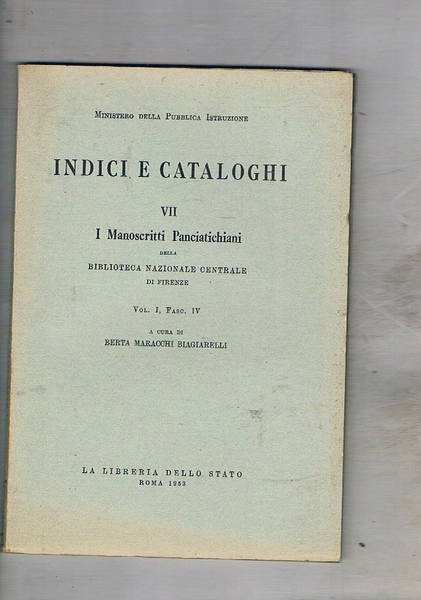 Ministero della Pubblica Istruzione
INDICI E CATALOGHI
VII
I Manoscritti Panciatichiani
DELLA
BIBLIOTECA NAZIONALE CENTRALE
DI FIRENZE
Vol. I, Fasc. IV
A CURA DI
BERTA MARACCHI BIAGIARELLI
LA LIBRERIA DELLO STATO
ROMA 1953